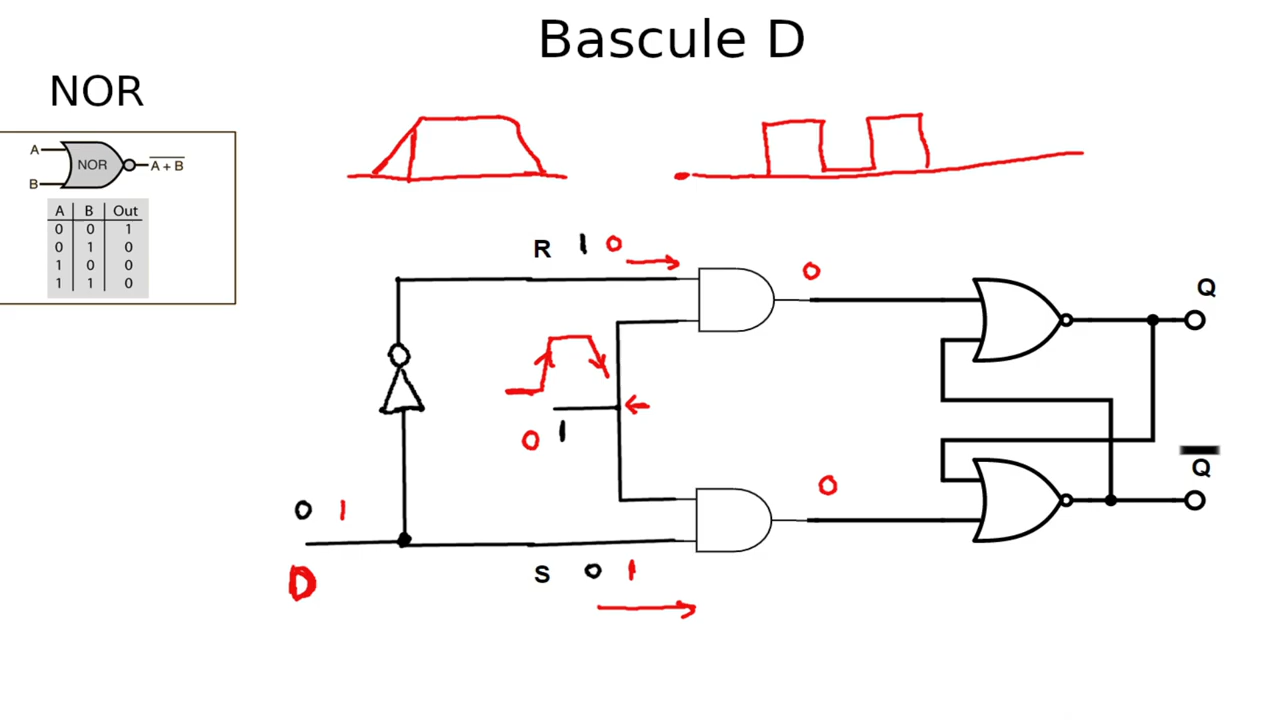 Bascule D
NOR
A
NOR
A + B
B
A B Out
0 0 1
0 1 0
1 0 0
1 1 0
R 1 0
0
Q
0 1
0
Q
0 1
D
S 0 1